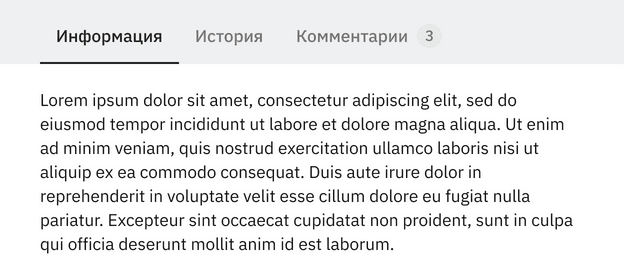 Информация История Комментарии 3
Lorem ipsum dolor sit amet, consectetur adipiscing elit, sed do
eiusmod tempor incididunt ut labore et dolore magna aliqua. Ut enim
ad minim veniam, quis nostrud exercitation ullamco laboris nisi ut
aliquip ex ea commodo consequat. Duis aute irure dolor in
reprehenderit in voluptate velit esse cillum dolore eu fugiat nulla
pariatur. Excepteur sint occaecat cupidatat non proident, sunt in culpa
qui officia deserunt mollit anim id est laborum.